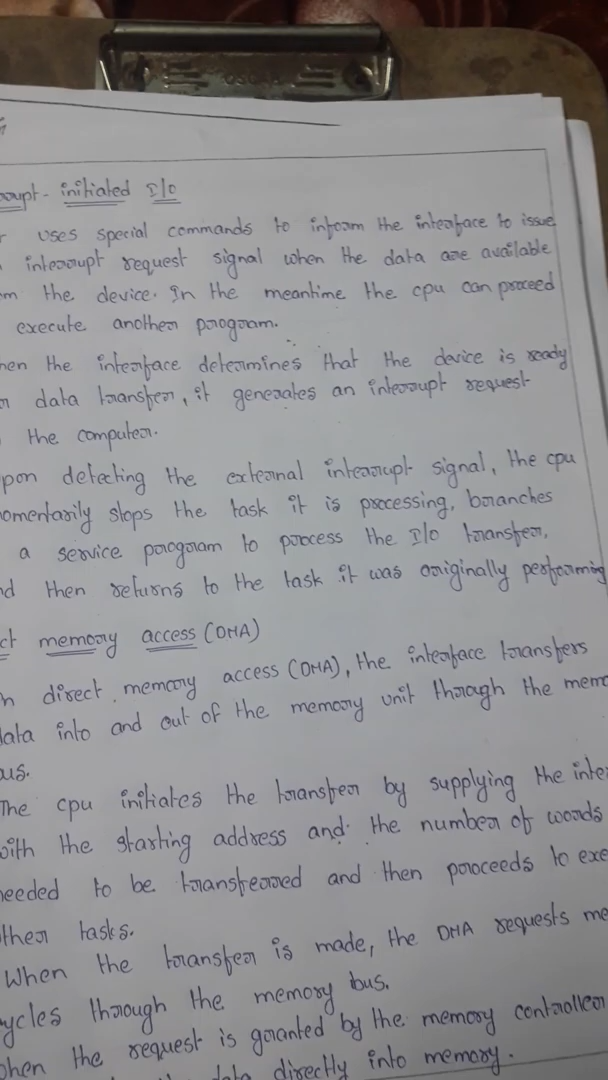 OSCAR
rupt-initiated I/O
r uses special commands to inform the interface to issue
interrupt request signal when the data are available
m the device. In the meantime the cpu can proceed
execute another program.
hen the interface determines that the device is ready
r data transfer, it generates an interrupt request
the computer.
pon detecting the external interrupt signal, the cpu
omentarily stops the task it is processing, branches
a service program to process the I/O transfer,
nd then returns to the task it was originally performing
ct memory access (DMA)
n direct memory access (DMA), the interface transfers
data into and out of the memory unit through the memo
us.
The cpu initiates the transfer by supplying the inter
with the starting address and the number of words
needed to be transferred and then proceeds to exe
ther tasks.
When the transfer is made, the DMA requests me
ycles through the memory bus.
when the request is granted by the memory controller
data directly into memory.